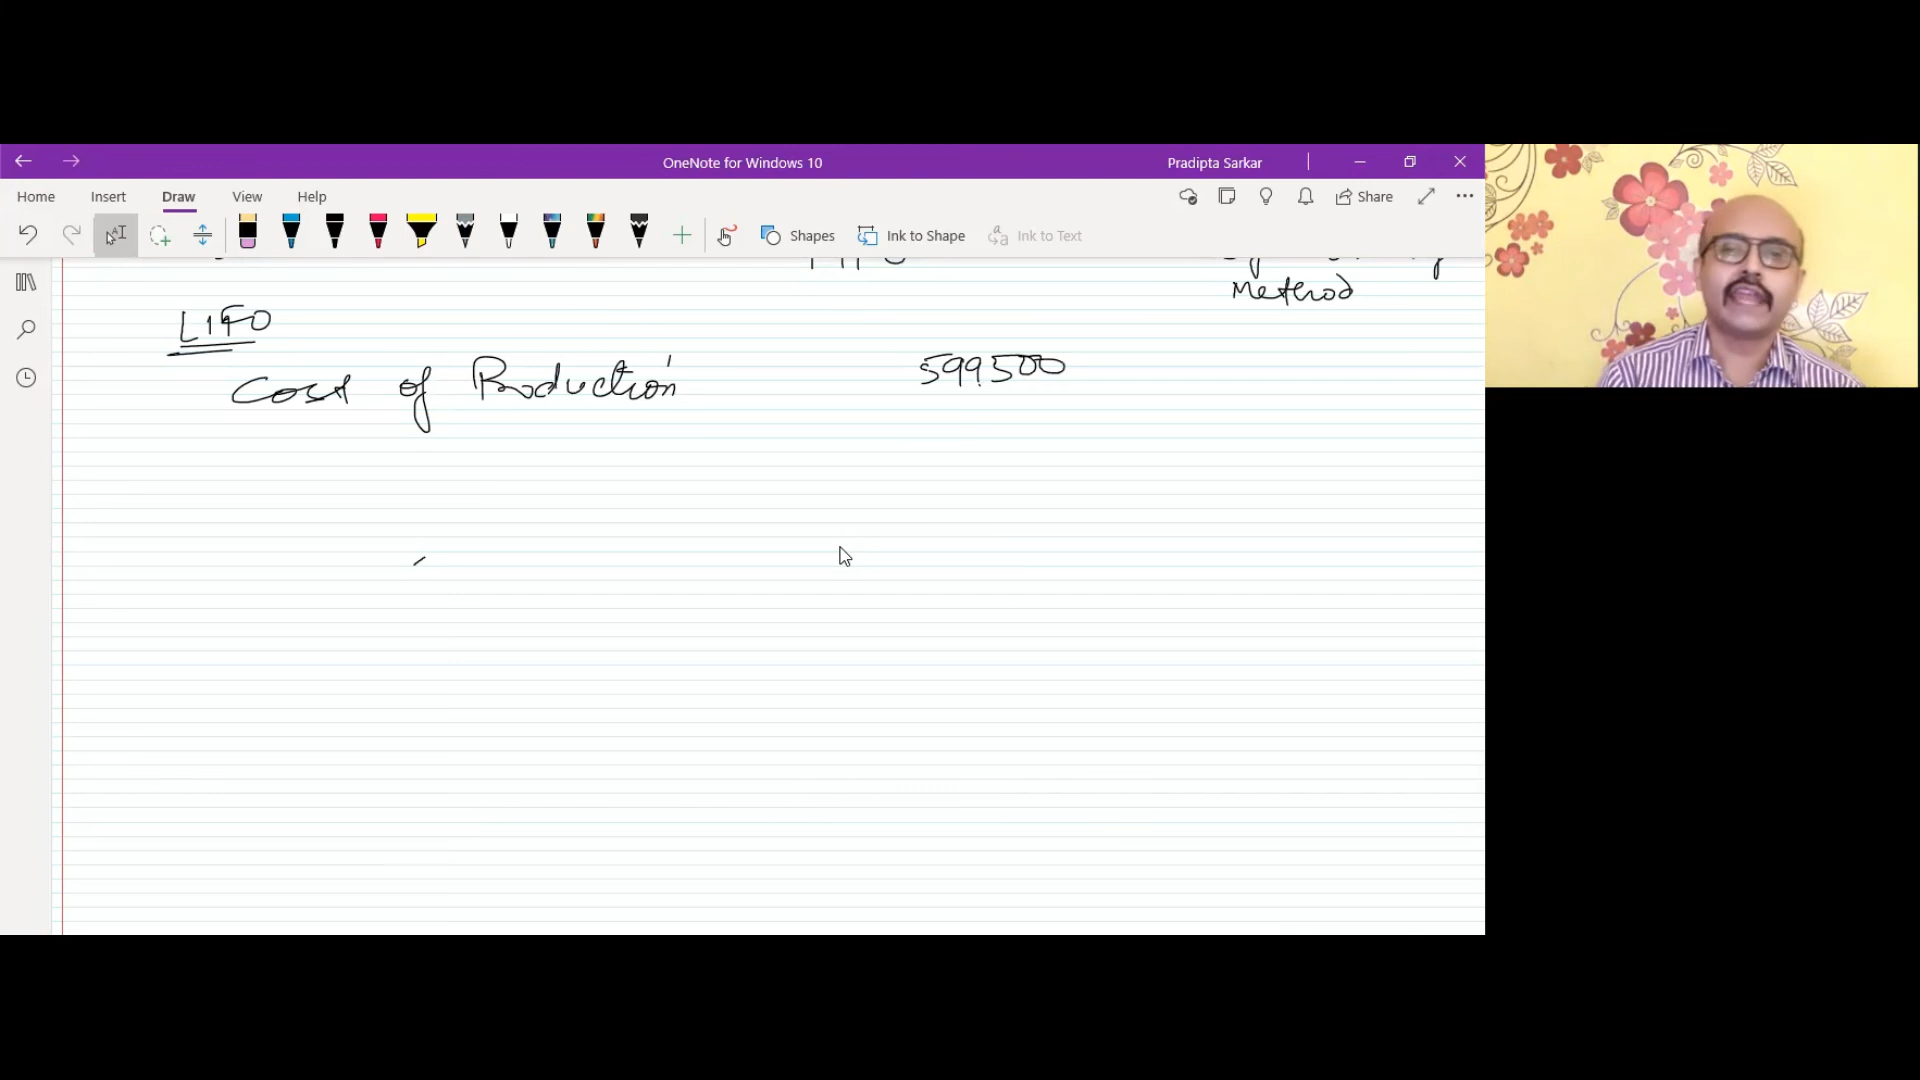 OneNote for Windows 10
Pradipta Sarkar
Home Insert Draw View Help
Share
Shapes Ink to Shape Ink to Text
Method
LIFO
Cost of Production 599500